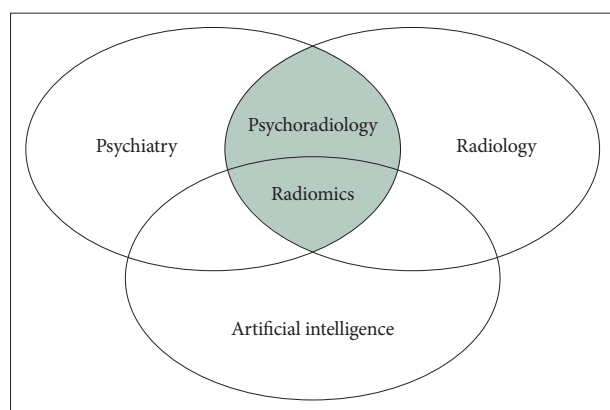 Psychoradiology
Psychiatry
Radiology
Radiomics
Artificial intelligence